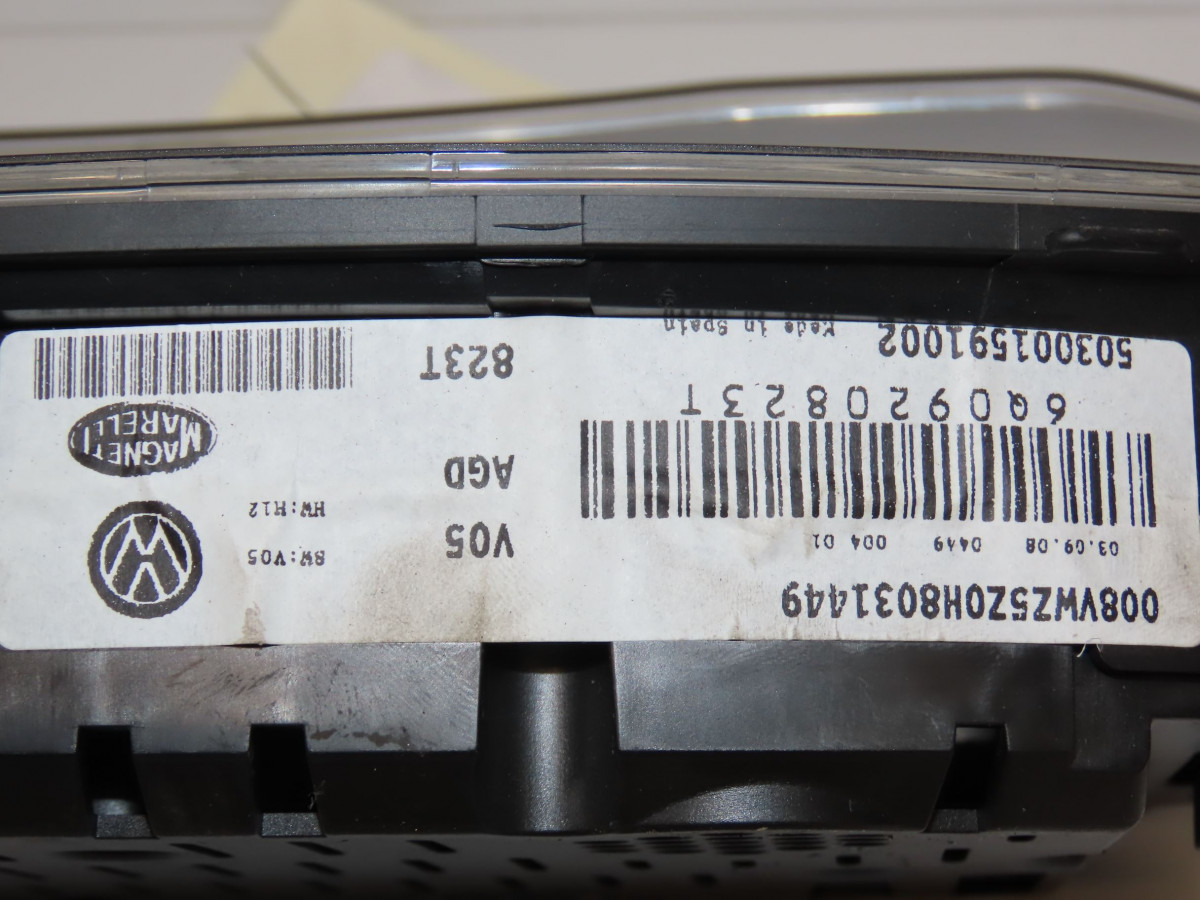 008VWZ5Z0H8031449
03.09.08 0449 004 01
6Q0920823T
503001591002
Made in Spain
V05
AGD
823T
SW:V05
HW:H12
MAGNETI
MARELLI